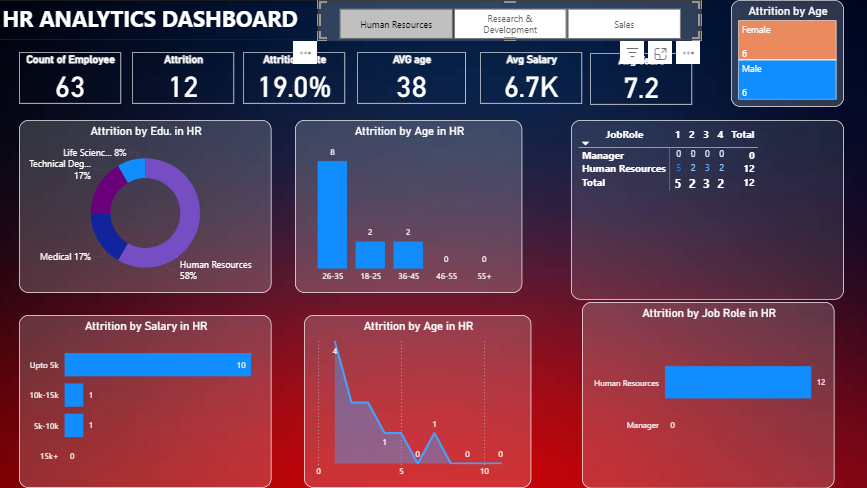 HR ANALYTICS DASHBOARD
Human Resources
Research &
Development
Sales
Attrition by Age
Female
6
Male
6
Count of Employee
63
Attrition
12
19.0%
AVG age
38
Avg Salary
6.7K
7.2
Attrition by Edu. in HR
Life Scienc... 8%
Technical Deg...
17%
Medical 17%
Human Resources
58%
Attrition by Age in HR
8
2
2
0
0
26-35
18-25
36-45
46-55
55+
JobRole 1 2 3 4 Total
Manager 0 0 0 0 0
Human Resources 5 2 3 2 12
Total 5 2 3 2 12
Attrition by Salary in HR
Upto 5k 10
10k-15k 1
5k-10k 1
15k+ 0
Attrition by Age in HR
4
1
0
1
0
0
0
5
10
Attrition by Job Role in HR
Human Resources 12
Manager 0